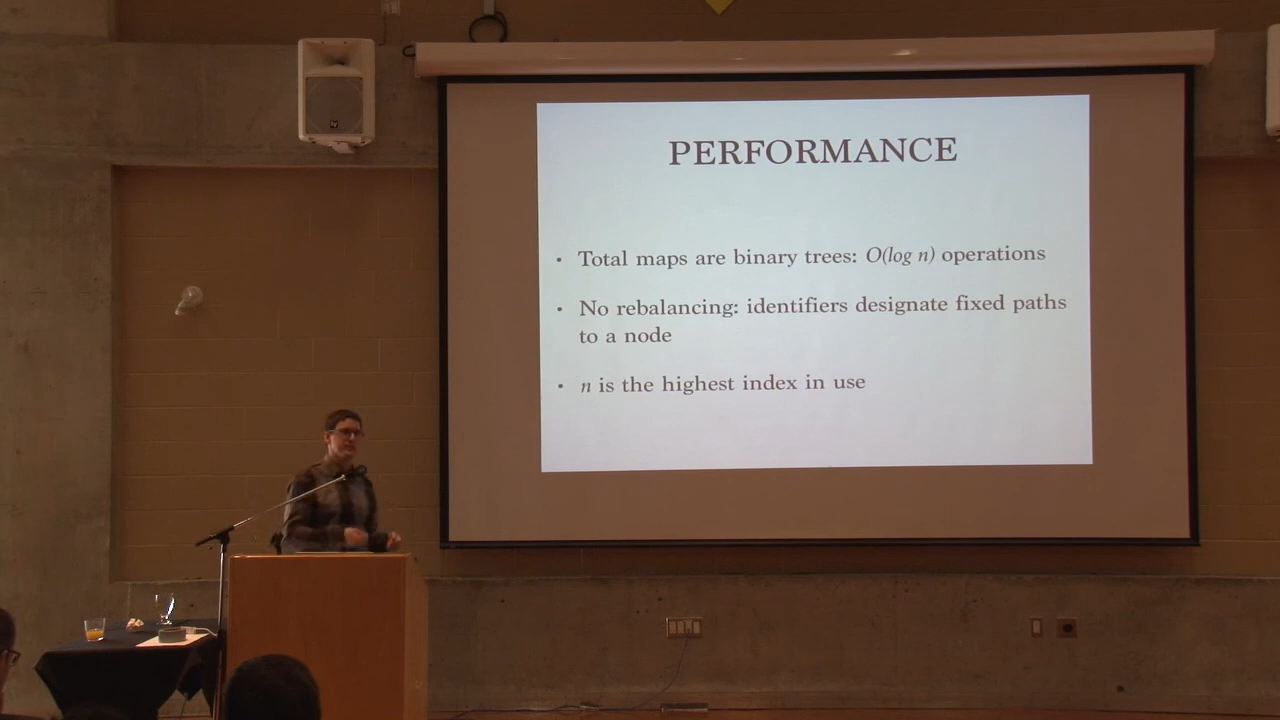 PERFORMANCE
• Total maps are binary trees: O(log n) operations
• No rebalancing: identifiers designate fixed paths
to a node
• n is the highest index in use